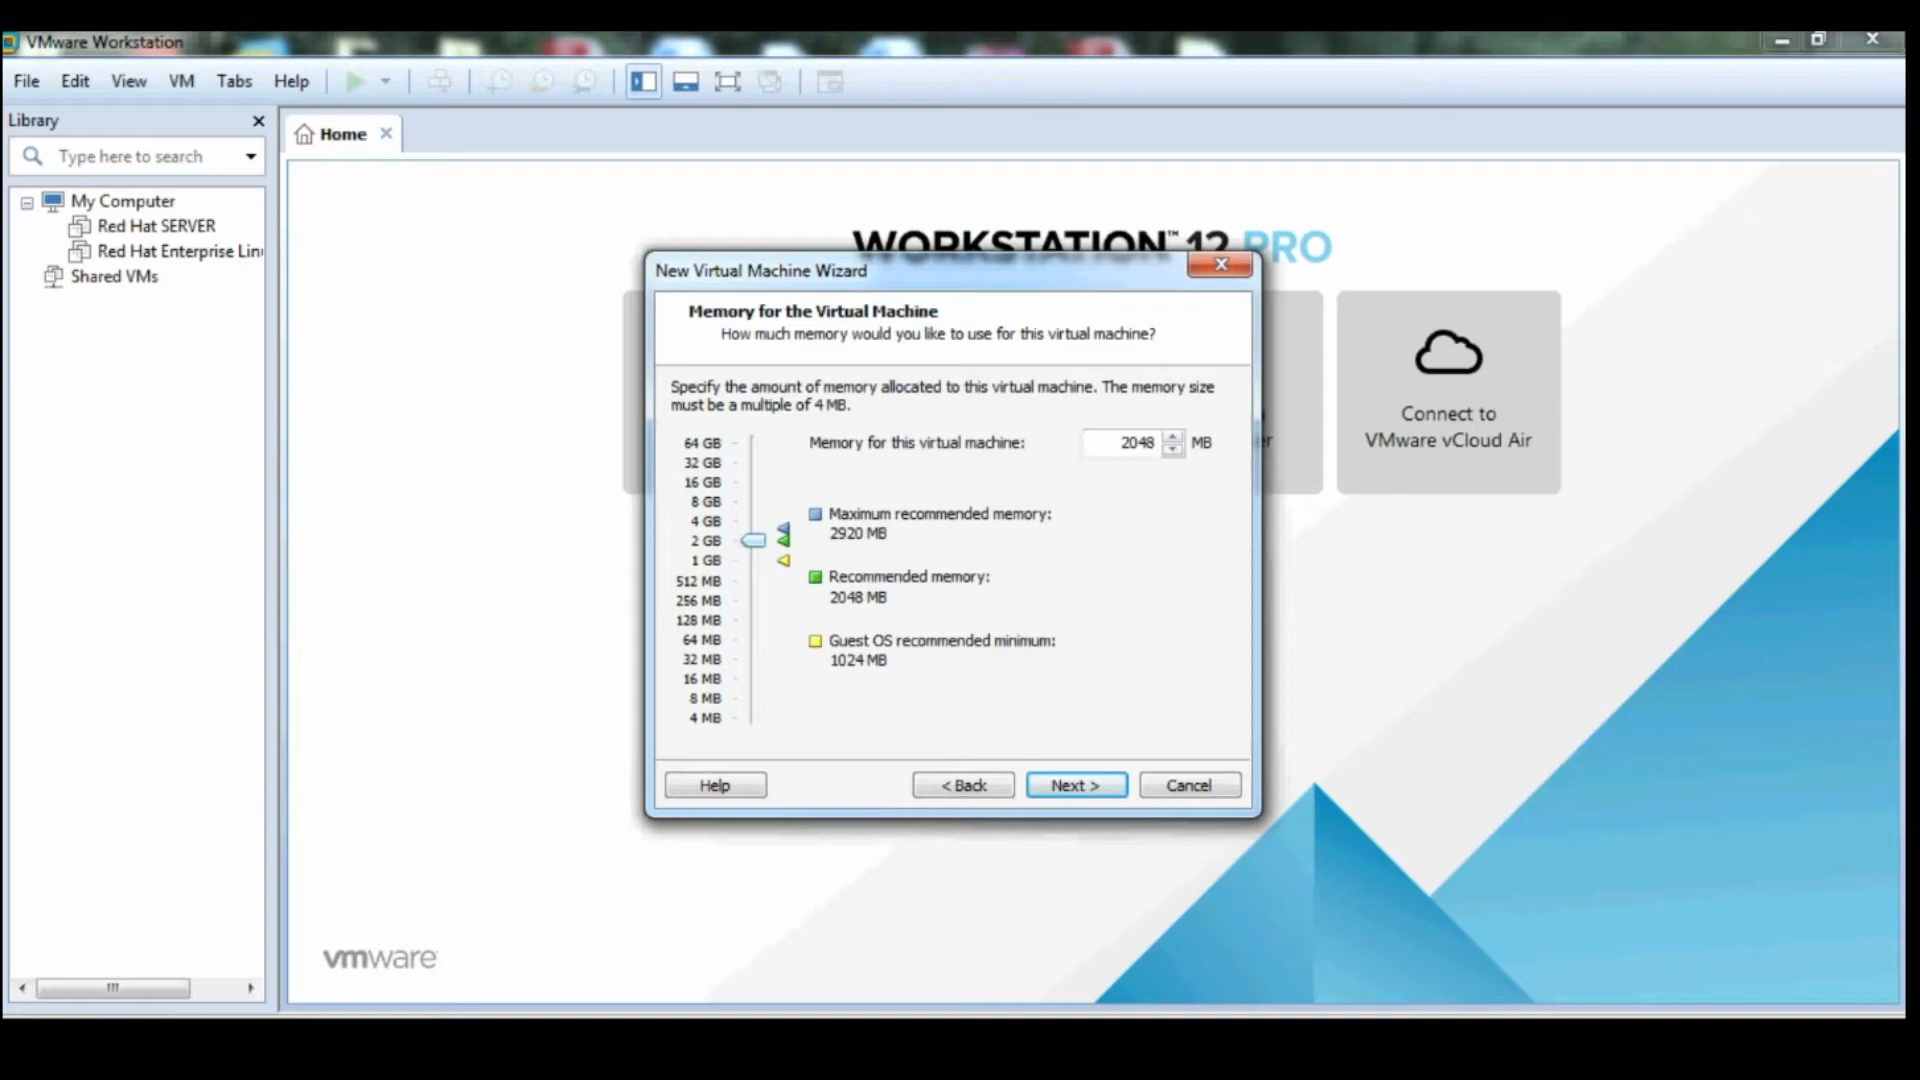 VMware Workstation
File Edit View VM Tabs Help
Library
Type here to search
My Computer
Red Hat SERVER
Red Hat Enterprise Lin
Shared VMs
Home
WORKSTATION™ 12 PRO
New Virtual Machine Wizard
Memory for the Virtual Machine
How much memory would you like to use for this virtual machine?
Specify the amount of memory allocated to this virtual machine. The memory size
must be a multiple of 4 MB.
64 GB
32 GB
16 GB
8 GB
4 GB
2 GB
1 GB
512 MB
256 MB
128 MB
64 MB
32 MB
16 MB
8 MB
4 MB
Memory for this virtual machine: 2048 MB
Maximum recommended memory:
2920 MB
Recommended memory:
2048 MB
Guest OS recommended minimum:
1024 MB
Help < Back Next > Cancel
Connect to
VMware vCloud Air
vmware